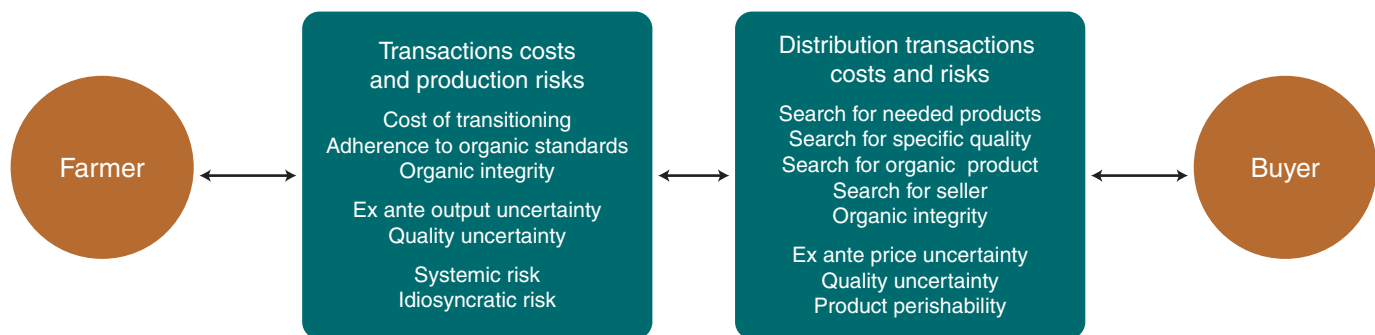 Farmer
Transactions costs
and production risks
Cost of transitioning
Adherence to organic standards
Organic integrity
Ex ante output uncertainty
Quality uncertainty
Systemic risk
Idiosyncratic risk
Distribution transactions
costs and risks
Search for needed products
Search for specific quality
Search for organic  product
Search for seller
Organic integrity
Ex ante price uncertainty
Quality uncertainty
Product perishability
Buyer